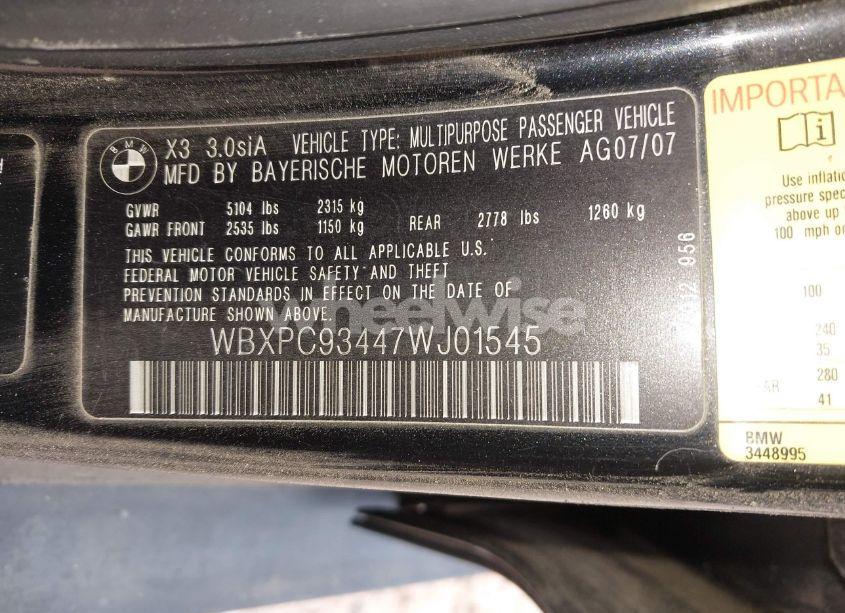 BMW
X3 3.0siA VEHICLE TYPE: MULTIPURPOSE PASSENGER VEHICLE
MFD BY BAYERISCHE MOTOREN WERKE AG07/07
GVWR 5104 lbs 2315 kg
GAWR FRONT 2535 lbs 1150 kg REAR 2778 lbs 1260 kg
THIS VEHICLE CONFORMS TO ALL APPLICABLE U.S.
FEDERAL MOTOR VEHICLE SAFETY AND THEFT
PREVENTION STANDARDS IN EFFECT ON THE DATE OF
MANUFACTURE SHOWN ABOVE.
WBXPC93447WJ01545
956
wheelwise
IMPORTA
i
Use inflat
pressure spec
above up
100 mph o
100
240
35
280
41
BMW
3448995